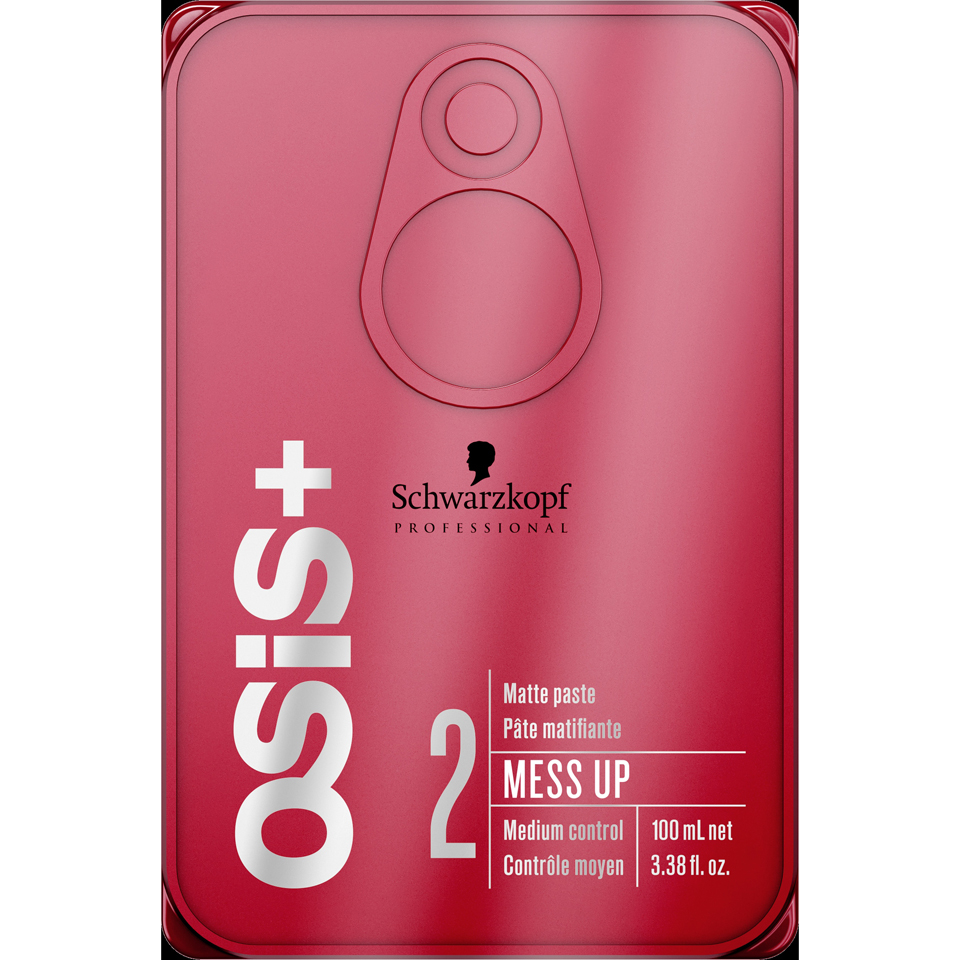 Schwarzkopf
PROFESSIONAL
osis+
2
Matte paste
Pâte matifiante
MESS UP
Medium control
Contrôle moyen
100 mL net
3.38 fl. oz.